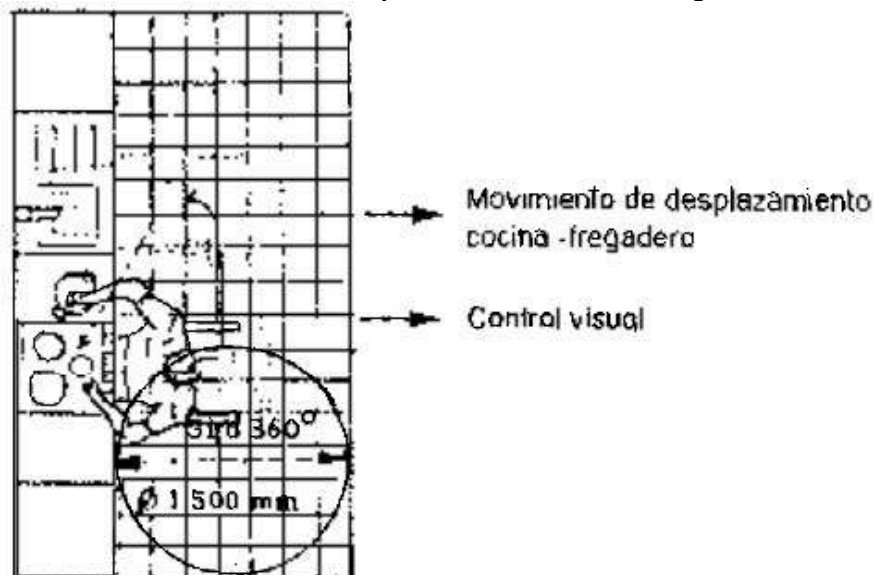 Movimiento de desplazamiento
cocina -fregadero
Control visual
Giro 360°
Ø 1 500 mm